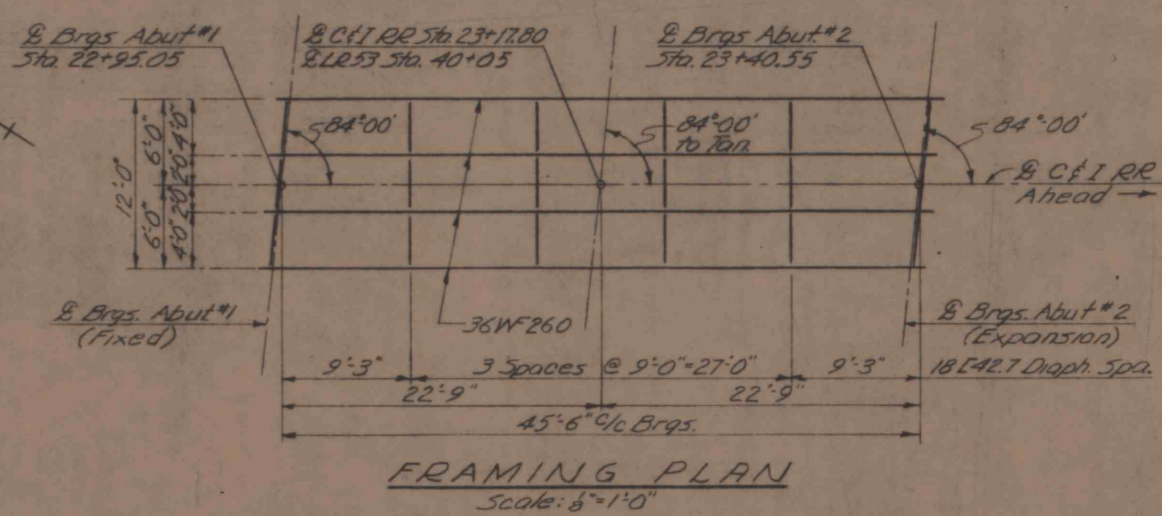 ℄ Brgs Abut #1
Sta. 22+95.05
℄ C&I RR Sta. 23+17.80
℄ LR53 Sta. 40+05
℄ Brgs Abut #2
Sta. 23+40.55
84°-00'
84°-00'
to Tan.
84°-00'
℄ C&I RR
Ahead →
12'-0"
6'-0"
6'-0"
4'-0"
2'-0"
2'-0"
4'-0"
℄ Brgs. Abut #1
(Fixed)
36WF260
℄ Brgs. Abut #2
(Expansion)
9'-3"
3 Spaces @ 9'-0"=27'-0"
9'-3"
18[42.7 Diaph. Spa.
22'-9"
22'-9"
45'-6" c/c Brgs.
FRAMING PLAN
Scale: ⅛"=1'-0"